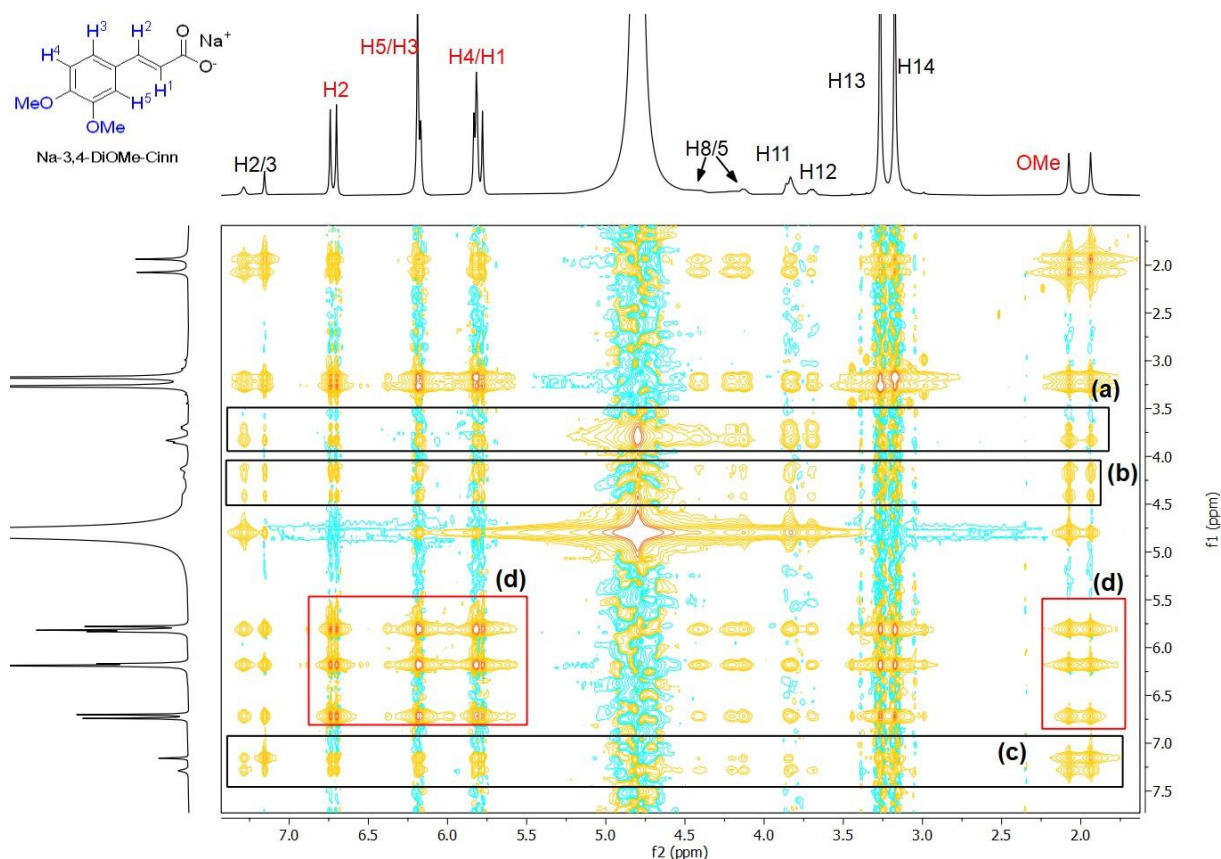 H³ H² O Na⁺
H⁴ O⁻
H¹
MeO H⁵
OMe
Na-3,4-DiOMe-Cinn
H2/3
H2
H5/H3
H4/H1
H8/5
H11
H12
H13
H14
OMe
(a)
(b)
(d) (d)
(c)
2.0
2.5
3.0
3.5
4.0
4.5
5.0
5.5
6.0
6.5
7.0
7.5
f1 (ppm)
7.0 6.5 6.0 5.5 5.0 4.5 4.0 3.5 3.0 2.5 2.0
f2 (ppm)